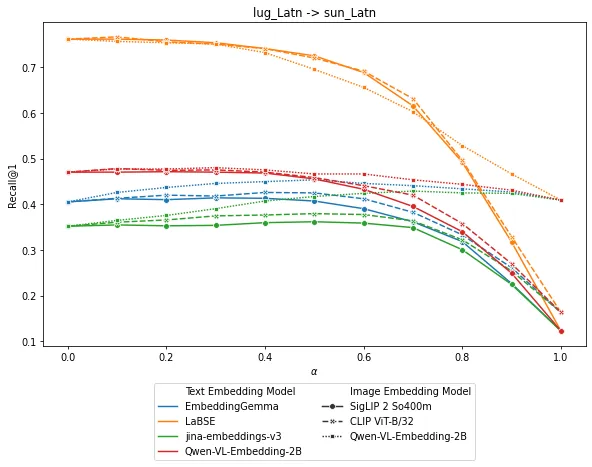 lug_Latn -> sun_Latn
Recall@1
0.7
0.6
0.5
0.4
0.3
0.2
0.1
0.0 0.2 0.4 0.6 0.8 1.0
α
Text Embedding Model Image Embedding Model
EmbeddingGemma SigLIP 2 So400m
LaBSE CLIP ViT-B/32
jina-embeddings-v3 Qwen-VL-Embedding-2B
Qwen-VL-Embedding-2B